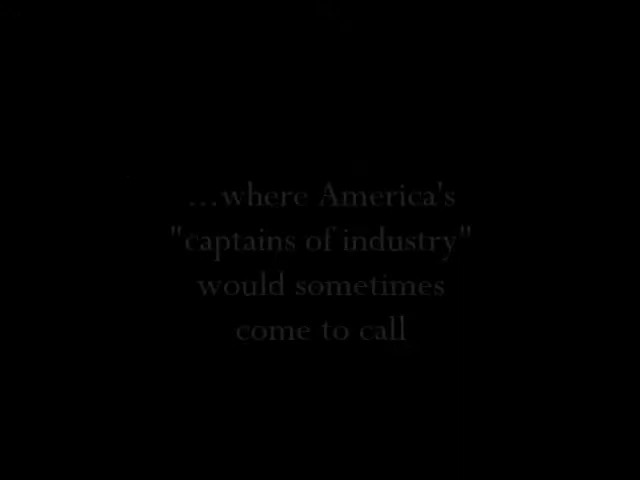 ...where America's
"captains of industry"
would sometimes
come to call